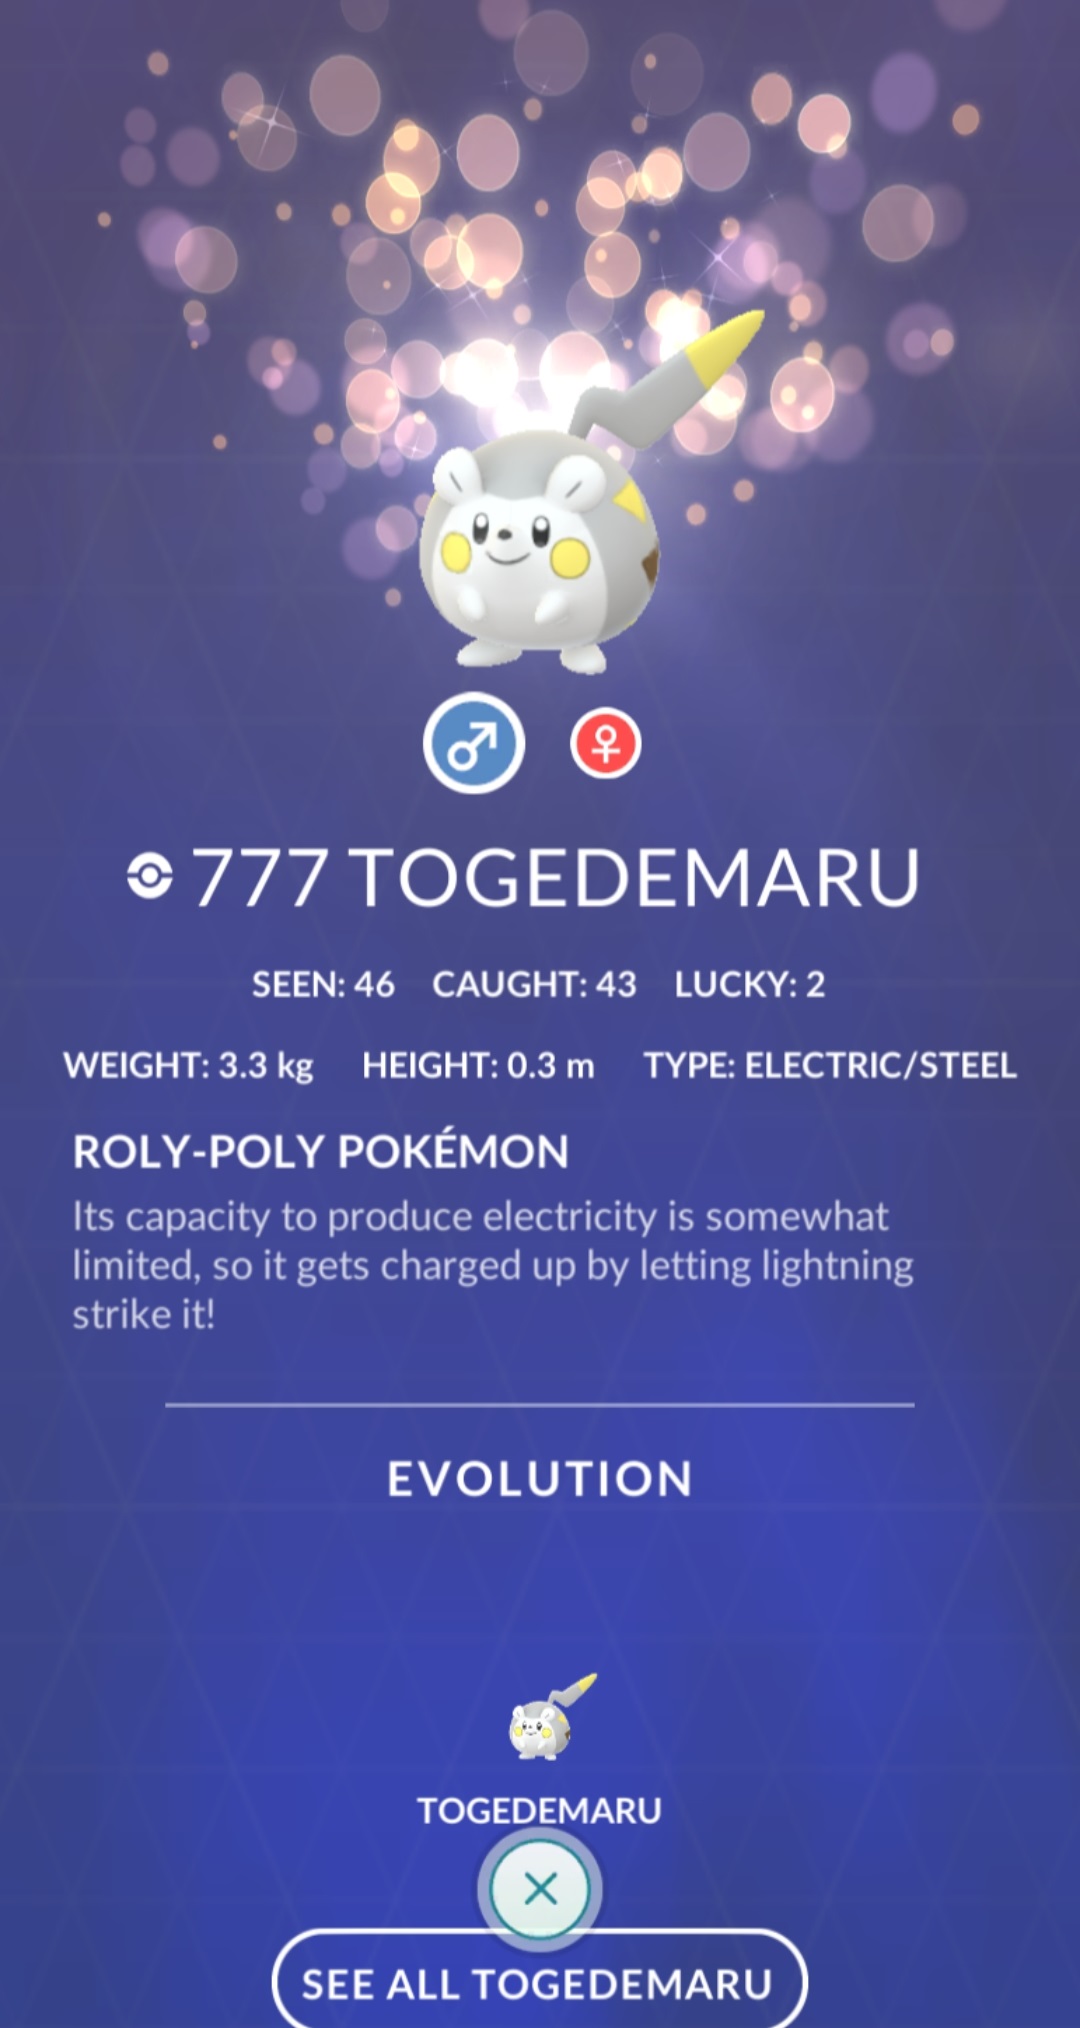 777 TOGEDEMARU
SEEN: 46 CAUGHT: 43 LUCKY: 2
WEIGHT: 3.3 kg HEIGHT: 0.3 m TYPE: ELECTRIC/STEEL
ROLY-POLY POKÉMON
Its capacity to produce electricity is somewhat
limited, so it gets charged up by letting lightning
strike it!
EVOLUTION
TOGEDEMARU
SEE ALL TOGEDEMARU